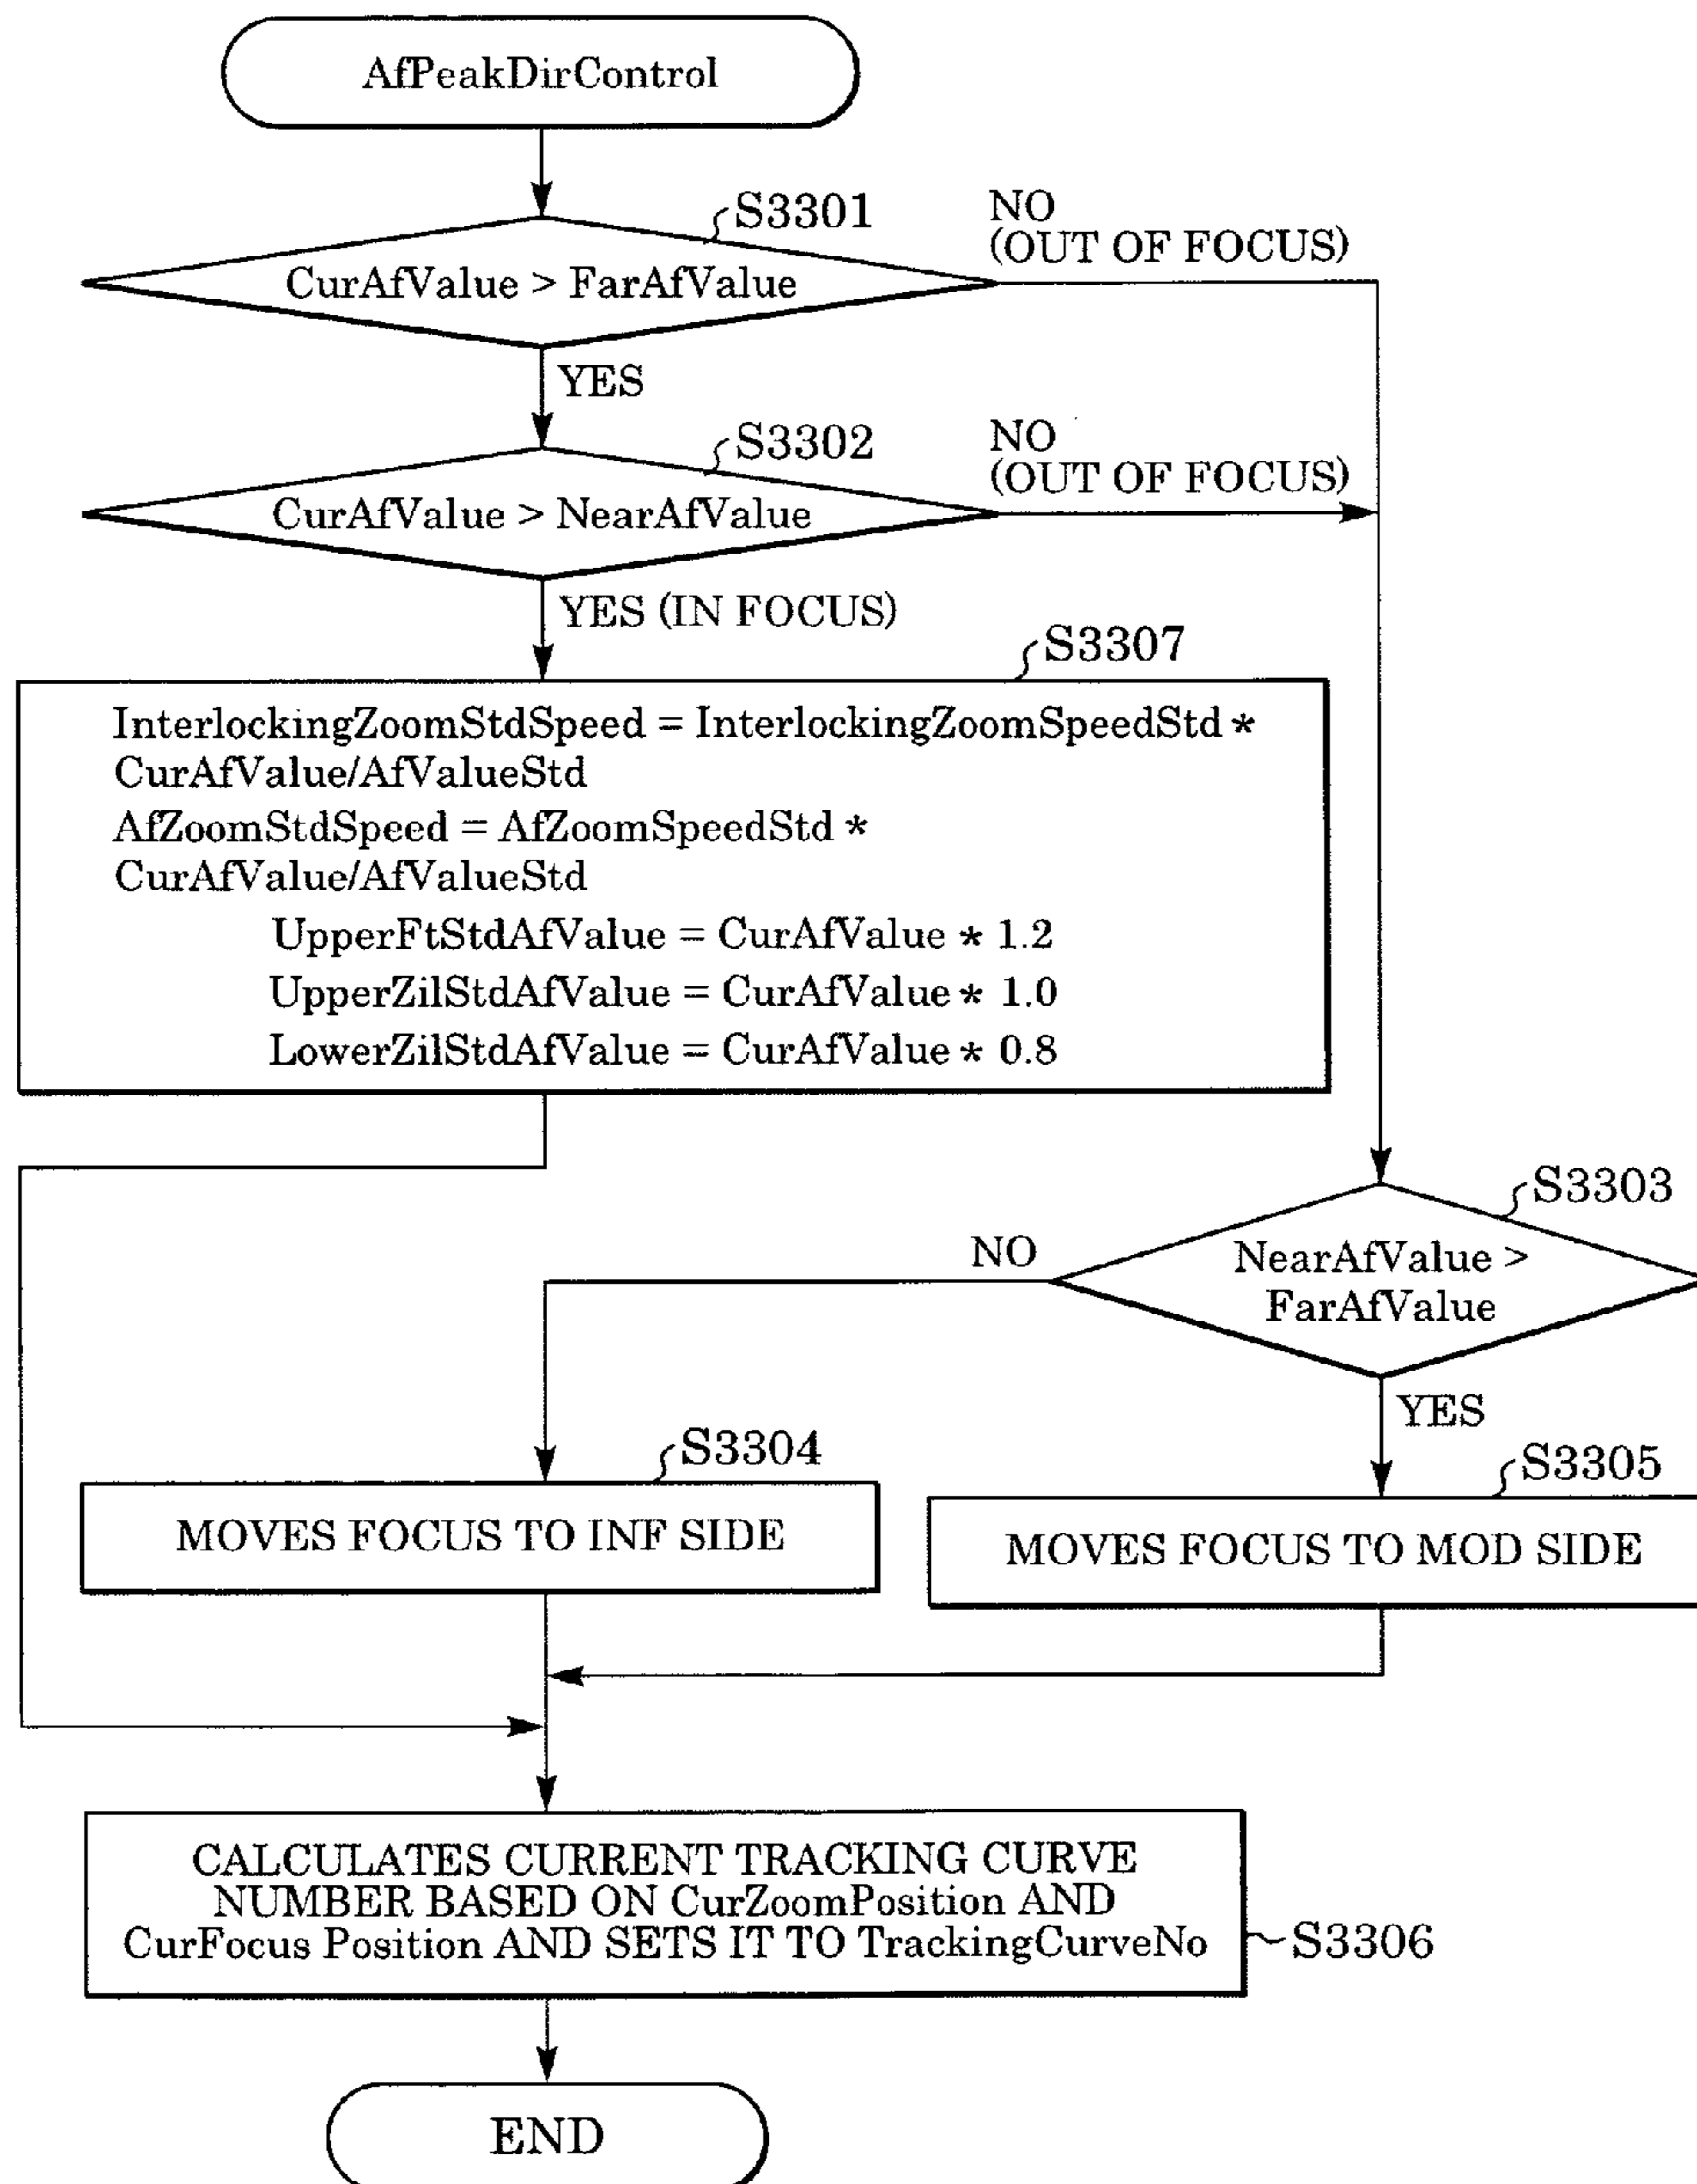 AfPeakDirControl
S3301
NO
(OUT OF FOCUS)
CurAfValue > FarAfValue
YES
S3302
NO
(OUT OF FOCUS)
CurAfValue > NearAfValue
YES (IN FOCUS)
S3307
InterlockingZoomStdSpeed = InterlockingZoomSpeedStd *
CurAfValue/AfValueStd
AfZoomStdSpeed = AfZoomSpeedStd *
CurAfValue/AfValueStd
UpperFtStdAfValue = CurAfValue * 1.2
UpperZilStdAfValue = CurAfValue * 1.0
LowerZilStdAfValue = CurAfValue * 0.8
S3303
NO
NearAfValue >
FarAfValue
YES
S3304
MOVES FOCUS TO INF SIDE
S3305
MOVES FOCUS TO MOD SIDE
CALCULATES CURRENT TRACKING CURVE
NUMBER BASED ON CurZoomPosition AND
CurFocus Position AND SETS IT TO TrackingCurveNo
S3306
END